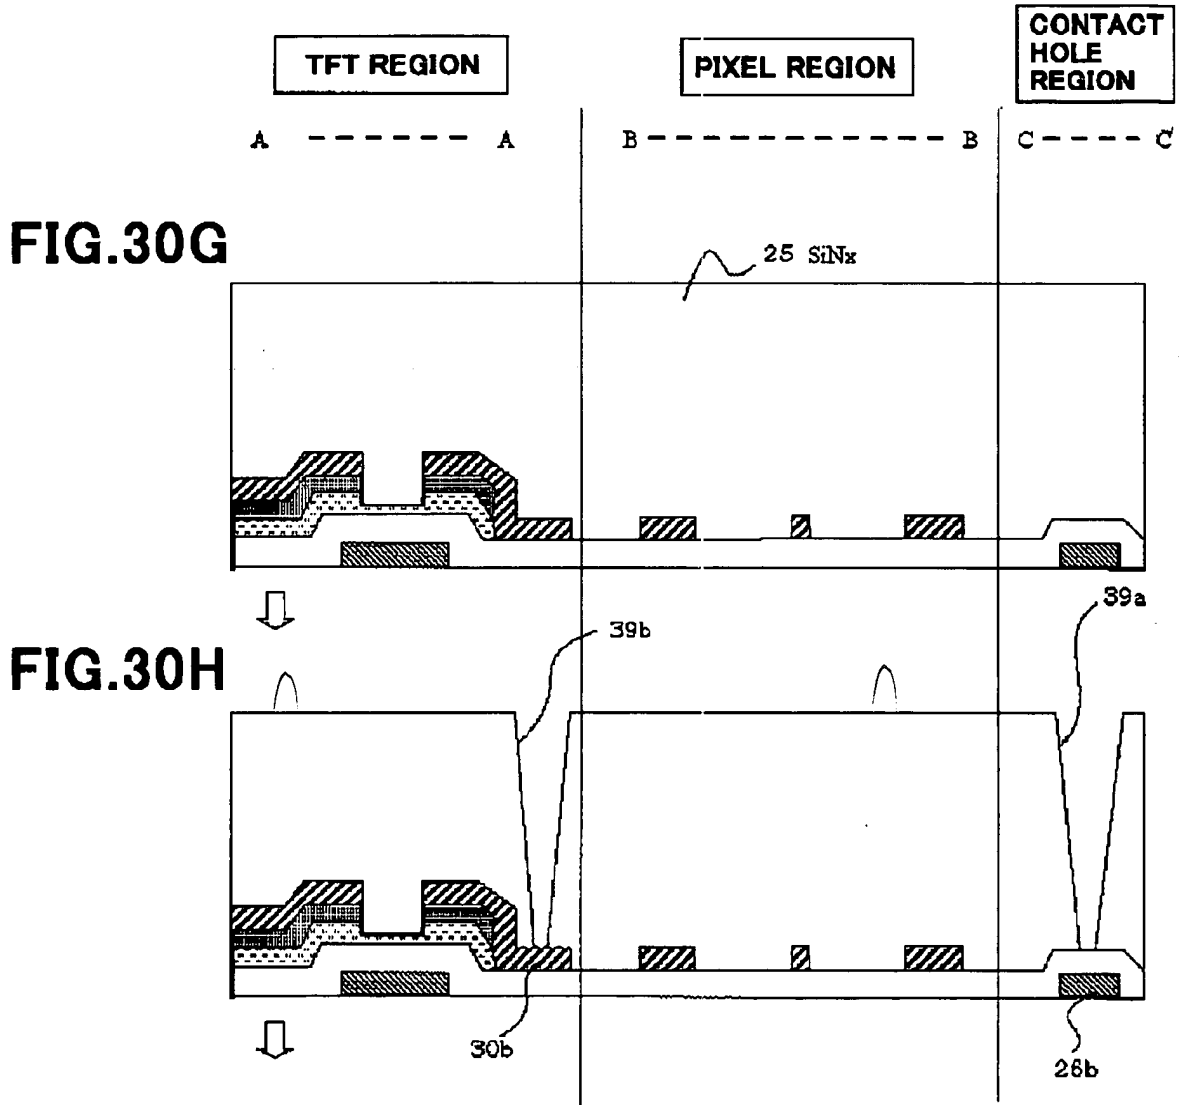 TFT REGION
PIXEL REGION
CONTACT
HOLE
REGION
A A
B B
C C'
FIG.30G
25 SiNx
39a
39b
FIG.30H
30b
26b